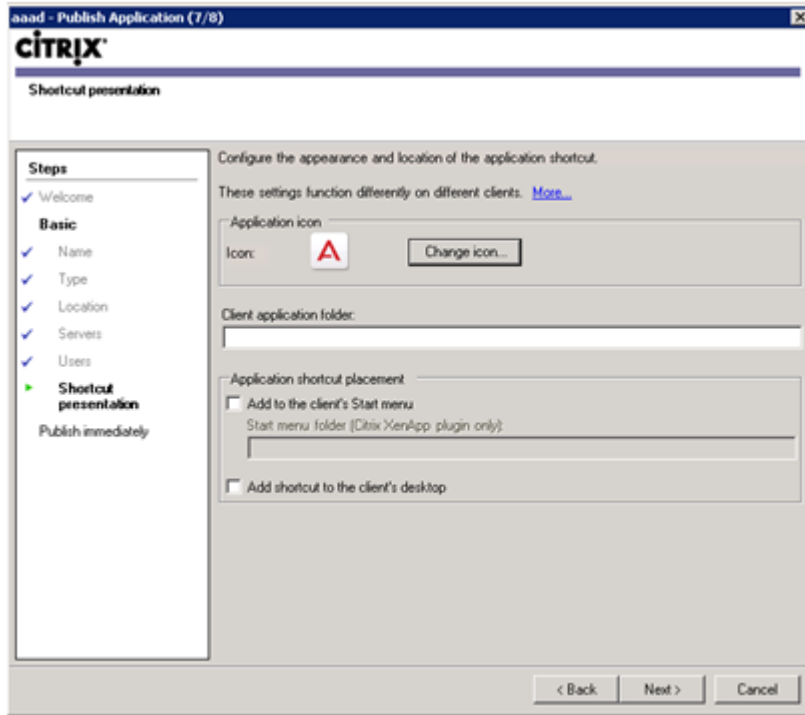 aaad - Publish Application (7/8)
CITRIX
Shortcut presentation
Steps
Welcome
Basic
Name
Type
Location
Servers
Users
Shortcut
presentation
Publish immediately
Configure the appearance and location of the application shortcut.
These settings function differently on different clients. More...
Application icon
Icon: A Change icon...
Client application folder:
Application shortcut placement
Add to the client's Start menu
Start menu folder (Citrix XenApp plugin only):
Add shortcut to the client's desktop
< Back Next > Cancel